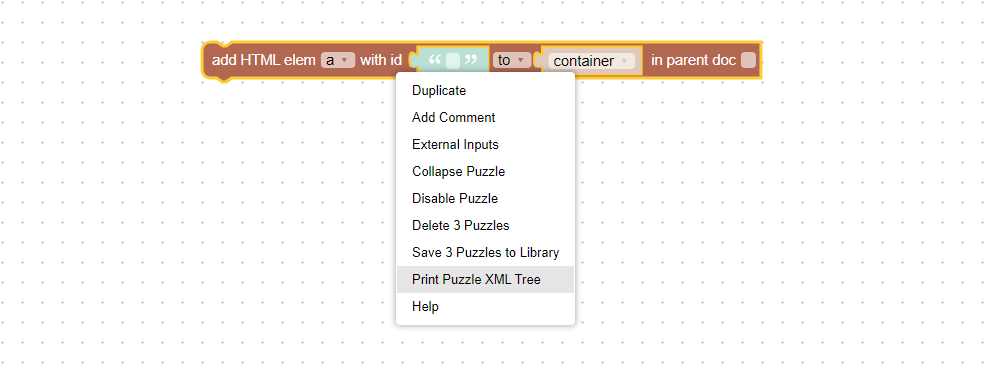 add HTML elem a ▾ with id “ ” to ▾ container ▾ in parent doc
Duplicate
Add Comment
External Inputs
Collapse Puzzle
Disable Puzzle
Delete 3 Puzzles
Save 3 Puzzles to Library
Print Puzzle XML Tree
Help